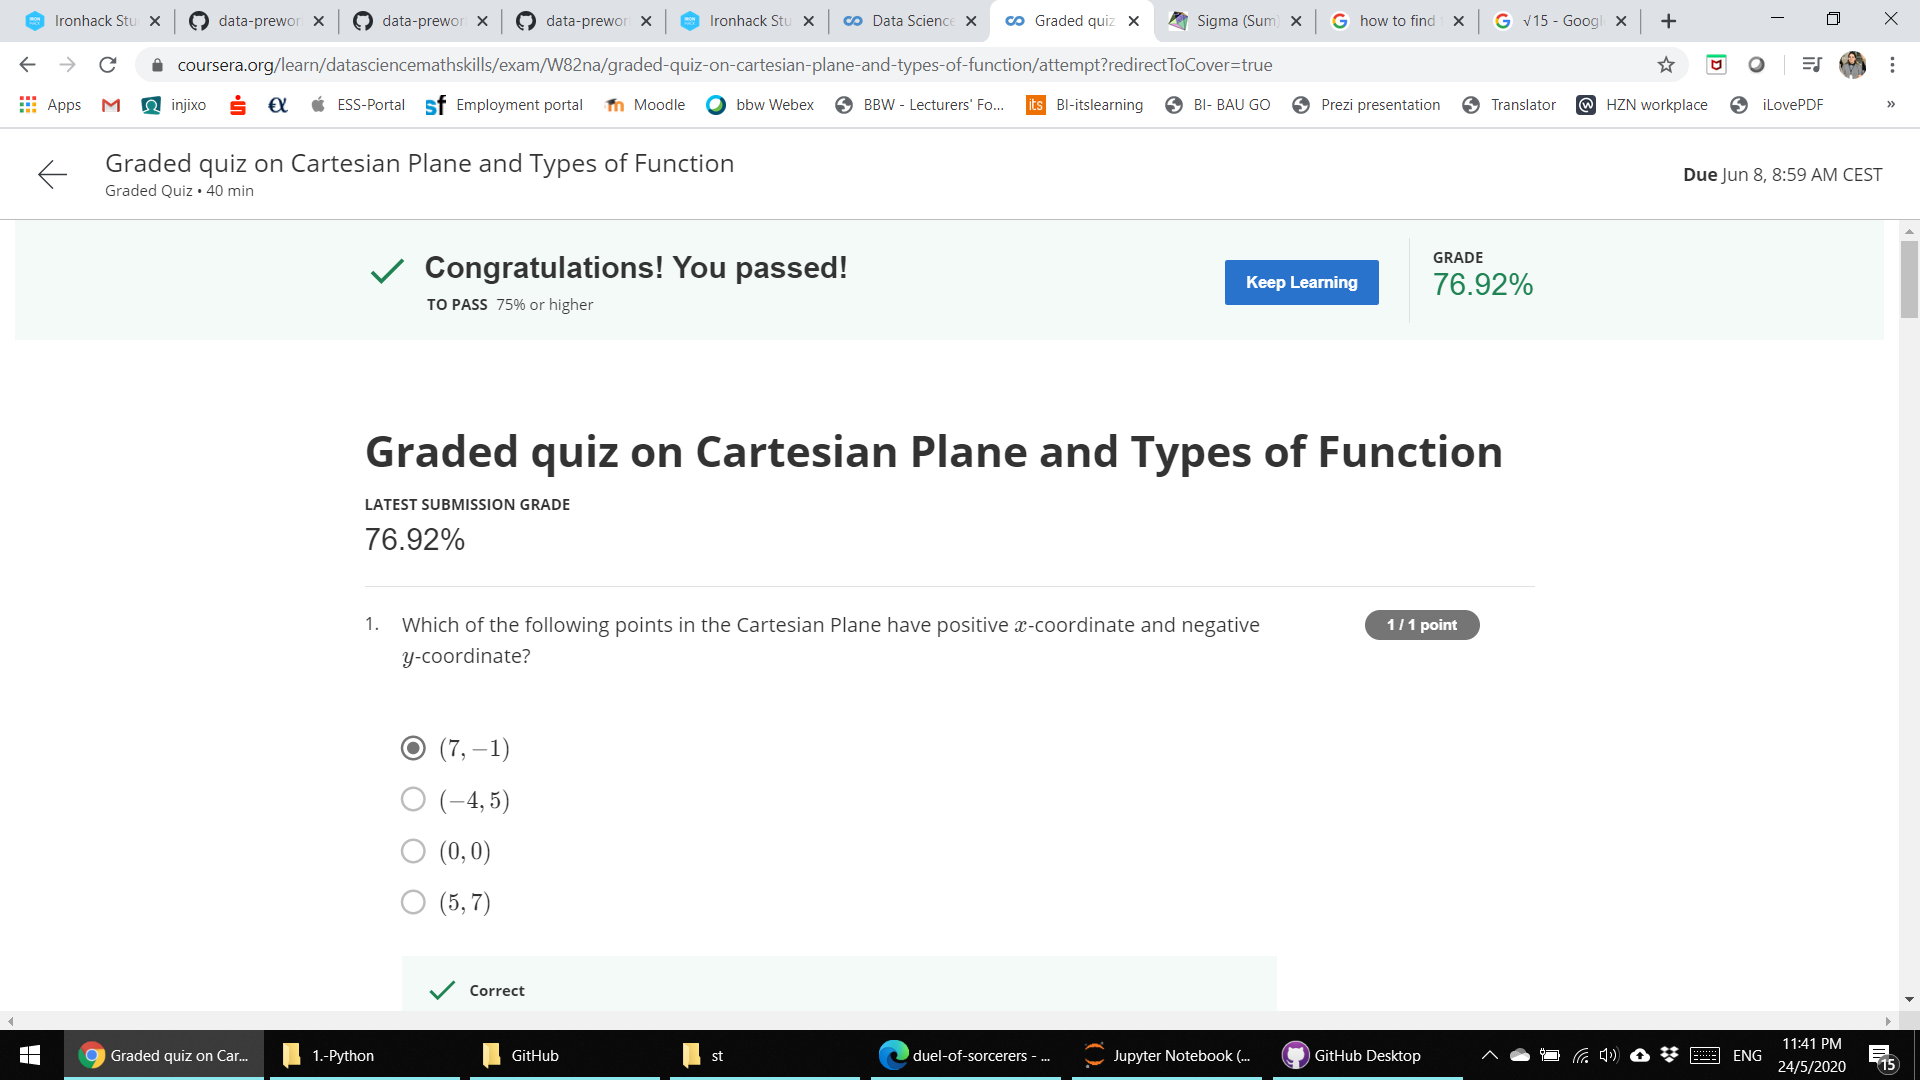 Ironhack Stu
data-prewor
data-prewor
data-prewor
Ironhack Stu
Data Science
Graded quiz
Sigma (Sum)
how to find
√15 - Googl
coursera.org/learn/datasciencemathskills/exam/W82na/graded-quiz-on-cartesian-plane-and-types-of-function/attempt?redirectToCover=true
Apps injixo ESS-Portal Employment portal Moodle bbw Webex BBW - Lecturers' Fo... its BI-itslearning BI- BAU GO Prezi presentation Translator HZN workplace iLovePDF »
Graded quiz on Cartesian Plane and Types of Function
Graded Quiz • 40 min
Due Jun 8, 8:59 AM CEST
Congratulations! You passed!
TO PASS 75% or higher
Keep Learning
GRADE
76.92%
Graded quiz on Cartesian Plane and Types of Function
LATEST SUBMISSION GRADE
76.92%
1. Which of the following points in the Cartesian Plane have positive x-coordinate and negative
y-coordinate?
1 / 1 point
(7, −1)
(−4, 5)
(0, 0)
(5, 7)
Correct
Graded quiz on Car... 1.-Python GitHub st duel-of-sorcerers - ... Jupyter Notebook (... GitHub Desktop ENG
11:41 PM
24/5/2020
15